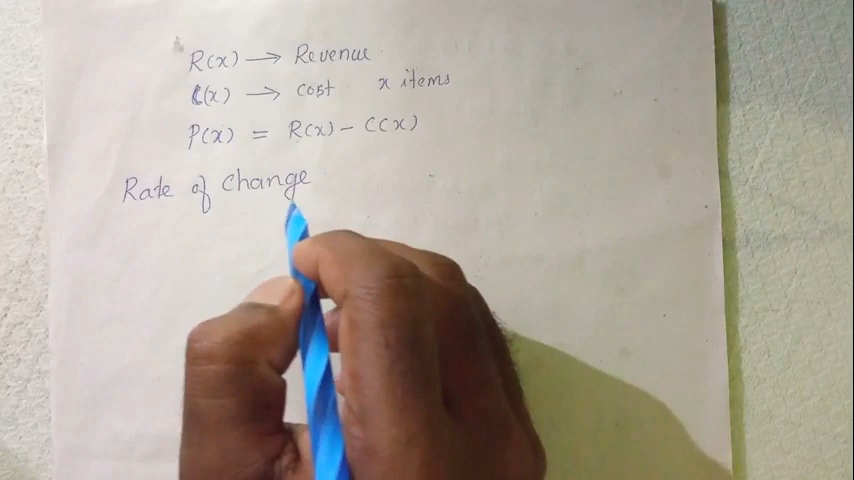 R(x) → Revenue
C(x) → cost x items
P(x) = R(x) - C(x)
Rate of change